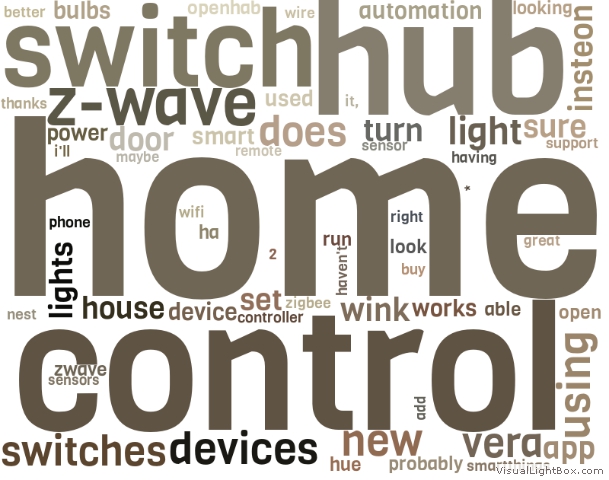 better
bulbs
openhab
wire
automation
looking
switch
hub
insteon
thanks
z-wave
used
it,
power
door
smart
does
turn
light
sure
i'll
maybe
remote
sensor
having
support
home
*
phone
wifi
ha
right
great
lights
2
run
haven't
look
buy
nest
house
device
controller
set
zigbee
wink
works
able
open
control
zwave
sensors
add
using
switches
devices
new
hue
probably
vera
smartthings
app
VisualLightBox.com